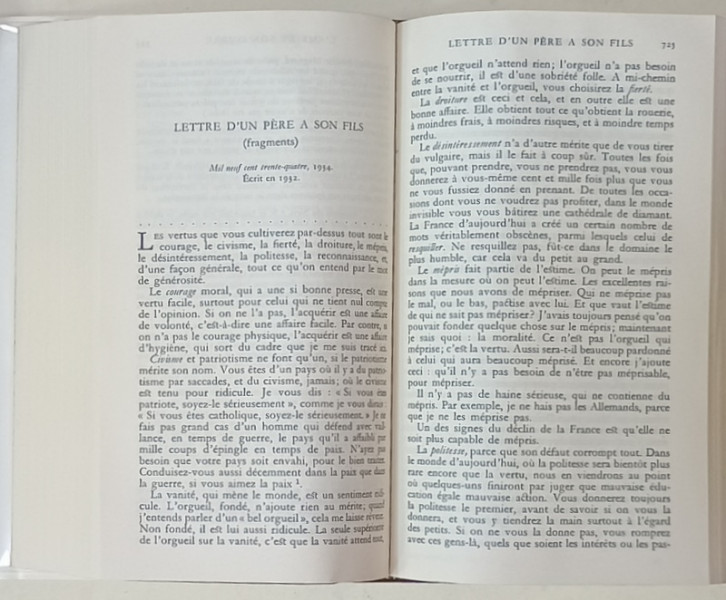 LETTRE D'UN PÈRE A SON FILS
(fragments)
Mil neuf cent trente-quatre, 1934.
Écrit en 1932.
LES vertus que vous cultiverez par-dessus tout sont le
courage, le civisme, la fierté, la droiture, le mépris,
le désintéressement, la politesse, la reconnaissance, et,
d'une façon générale, tout ce qu'on entend par le mot
de générosité.
Le courage moral, qui a une si bonne presse, est une
vertu facile, surtout pour celui qui ne tient nul compte
de l'opinion. Si on ne l'a pas, l'acquérir est une affaire
de volonté, c'est-à-dire une affaire facile. Par contre, si
on n'a pas le courage physique, l'acquérir est une affaire
d'hygiène, qui sort du cadre que je me suis tracé ici.
Civisme et patriotisme ne font qu'un, si le patriotisme
mérite son nom. Vous êtes d'un pays où il y a du patrio-
tisme par saccades, et du civisme, jamais; où le civisme
est tenu pour ridicule. Je vous dis : « Si vous êtes
patriote, soyez-le sérieusement », comme je vous dirais :
« Si vous êtes catholique, soyez-le sérieusement. » Je ne
fais pas grand cas d'un homme qui défend avec vail-
lance, en temps de guerre, le pays qu'il a affaibli par
mille coups d'épingle en temps de paix. N'ayez pas
besoin que votre pays soit envahi, pour le bien traiter.
Conduisez-vous aussi décemment dans la paix que dans
la guerre, si vous aimez la paix ¹.
La vanité, qui mène le monde, est un sentiment ridi-
cule. L'orgueil, fondé, n'ajoute rien au mérite; quand
j'entends parler d'un « bel orgueil », cela me laisse rêveur.
Non fondé, il est lui aussi ridicule. La seule supériorité
de l'orgueil sur la vanité, c'est que la vanité attend tout,
LETTRE D'UN PÈRE A SON FILS 725
et que l'orgueil n'attend rien; l'orgueil n'a pas besoin
de se nourrir, il est d'une sobriété folle. A mi-chemin
entre la vanité et l'orgueil, vous choisirez la fierté.
La droiture est ceci et cela, et en outre elle est une
bonne affaire. Elle obtient tout ce qu'obtient la rouerie,
à moindres frais, à moindres risques, et à moindre temps
perdu.
Le désintéressement n'a d'autre mérite que de vous tirer
du vulgaire, mais il le fait à coup sûr. Toutes les fois
que, pouvant prendre, vous ne prendrez pas, vous vous
donnerez à vous-même cent et mille fois plus que vous
ne vous fussiez donné en prenant. De toutes les occa-
sions dont vous ne voudrez pas profiter, dans le monde
invisible vous vous bâtirez une cathédrale de diamant.
La France d'aujourd'hui a créé un certain nombre de
mots véritablement obscènes, parmi lesquels celui de
resquiller. Ne resquillez pas, fût-ce dans le domaine le
plus humble, car cela va du petit au grand.
Le mépris fait partie de l'estime. On peut le mépris
dans la mesure où on peut l'estime. Les excellentes rai-
sons que nous avons de mépriser. Qui ne méprise pas
le mal, ou le bas, pactise avec lui. Et que vaut l'estime
de qui ne sait pas mépriser? J'avais toujours pensé qu'on
pouvait fonder quelque chose sur le mépris; maintenant
je sais quoi : la moralité. Ce n'est pas l'orgueil qui
méprise; c'est la vertu. Aussi sera-t-il beaucoup pardonné
à celui qui aura beaucoup méprisé. Et encore j'ajoute
ceci : qu'il n'y a pas besoin de n'être pas méprisable,
pour mépriser.
Il n'y a pas de haine sérieuse, qui ne contienne du
mépris. Par exemple, je ne hais pas les Allemands, parce
que je ne les méprise pas.
Un des signes du déclin de la France est qu'elle ne
soit plus capable de mépris.
La politesse, parce que son défaut corrompt tout. Dans
le monde d'aujourd'hui, où la politesse sera bientôt plus
rare encore que la vertu, nous en viendrons au point
où quelques-uns finiront par juger que mauvaise édu-
cation égale mauvaise action. Vous donnerez toujours
la politesse le premier, avant de savoir si on vous la
donnera, et vous y tiendrez la main surtout à l'égard
des petits. Si on ne vous la donne pas, vous romprez
avec ces gens-là, quels que soient les intérêts ou les pas-